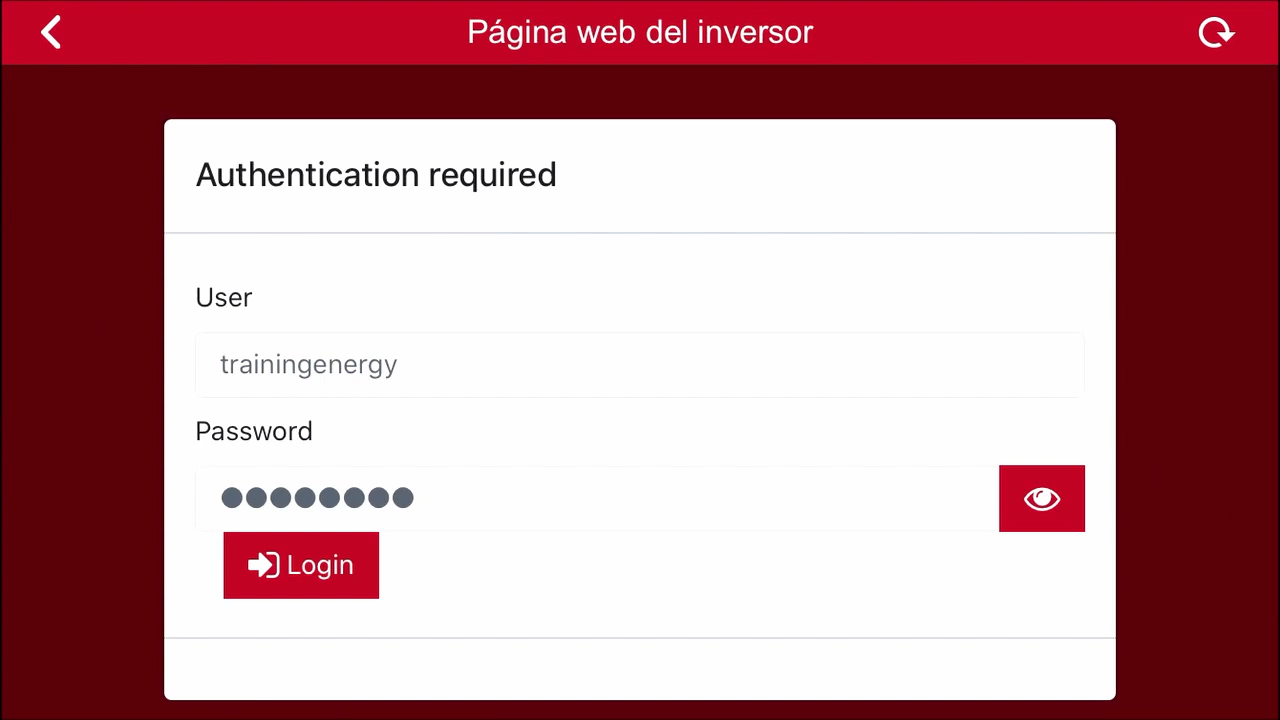 Página web del inversor
Authentication required
User
trainingenergy
Password
Login